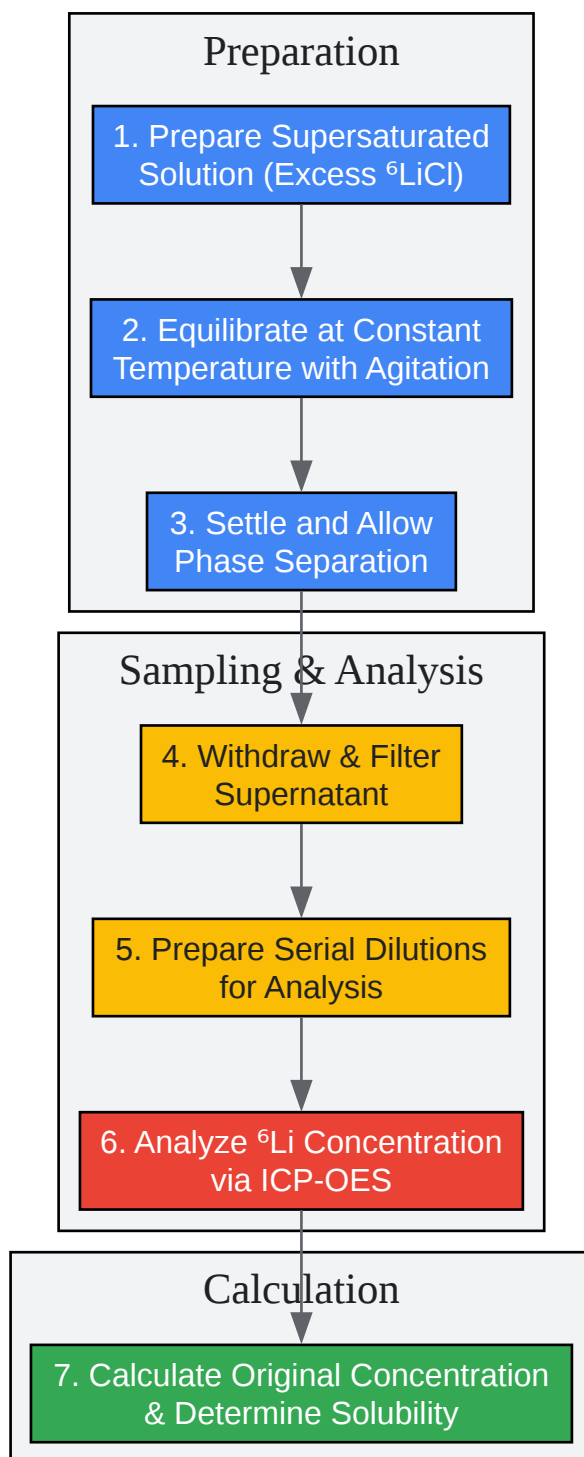 Preparation
1. Prepare Supersaturated
Solution (Excess ⁶LiCl)
2. Equilibrate at Constant
Temperature with Agitation
3. Settle and Allow
Phase Separation
Sampling & Analysis
4. Withdraw & Filter
Supernatant
5. Prepare Serial Dilutions
for Analysis
6. Analyze ⁶Li Concentration
via ICP-OES
Calculation
7. Calculate Original Concentration
& Determine Solubility